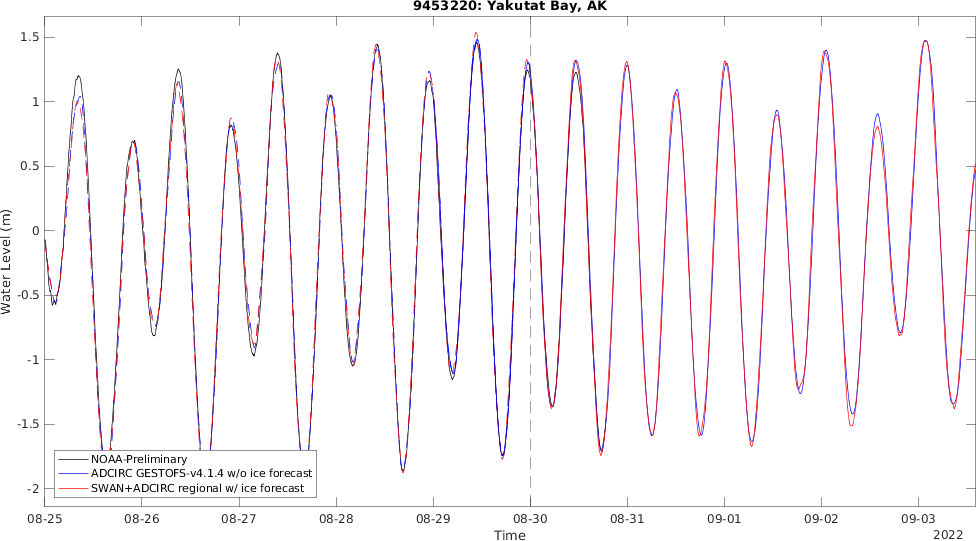 9453220: Yakutat Bay, AK
Water Level (m)
1.5
1
0.5
0
-0.5
-1
-1.5
-2
NOAA-Preliminary
ADCIRC GESTOFS-v4.1.4 w/o ice forecast
SWAN+ADCIRC regional w/ ice forecast
08-25 08-26 08-27 08-28 08-29 08-30 08-31 09-01 09-02 09-03
Time
2022